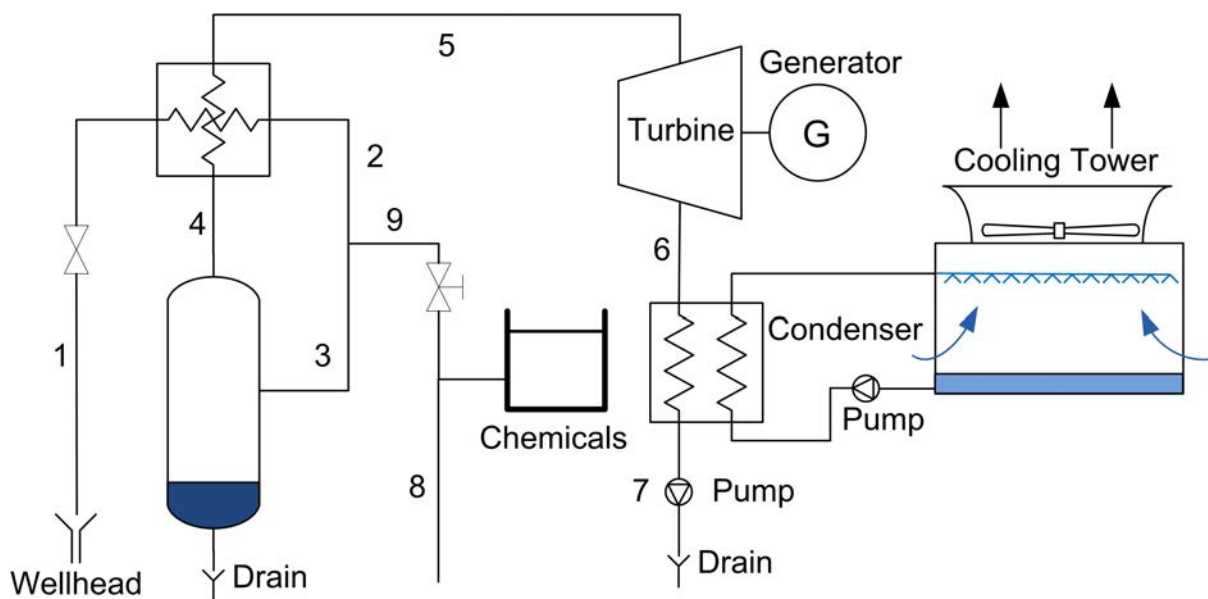 5
Generator
Turbine
G
Cooling Tower
2
4
9
6
1
3
Condenser
Pump
Chemicals
8
7
Pump
Wellhead
Drain
Drain